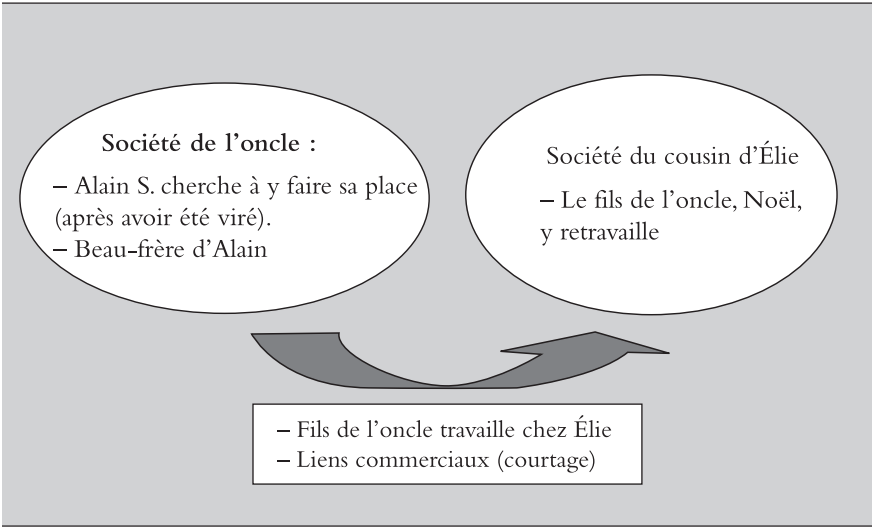 Société de l'oncle :
– Alain S. cherche à y faire sa place
(après avoir été viré).
– Beau-frère d'Alain
Société du cousin d'Élie
– Le fils de l'oncle, Noël,
y retravaille
– Fils de l'oncle travaille chez Élie
– Liens commerciaux (courtage)